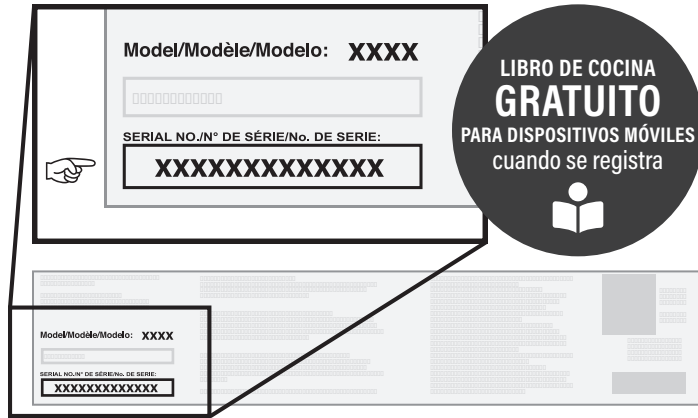 Model/Modèle/Modelo: XXXX
SERIAL NO./N° DE SÉRIE/No. DE SERIE:
XXXXXXXXXXXXX
LIBRO DE COCINA
GRATUITO
PARA DISPOSITIVOS MÓVILES
cuando se registra
Model/Modèle/Modelo: XXXX
SERIAL NO./N° DE SÉRIE/No. DE SERIE:
XXXXXXXXXXXXX